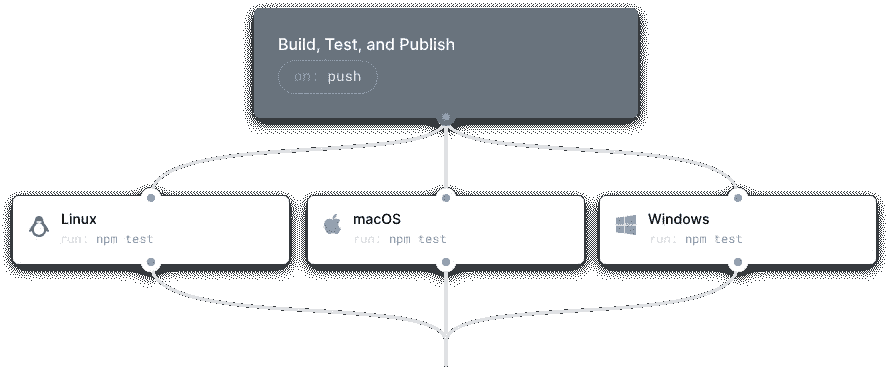 Build, Test, and Publish
on: push
Linux
run: npm test
macOS
run: npm test
Windows
run: npm test